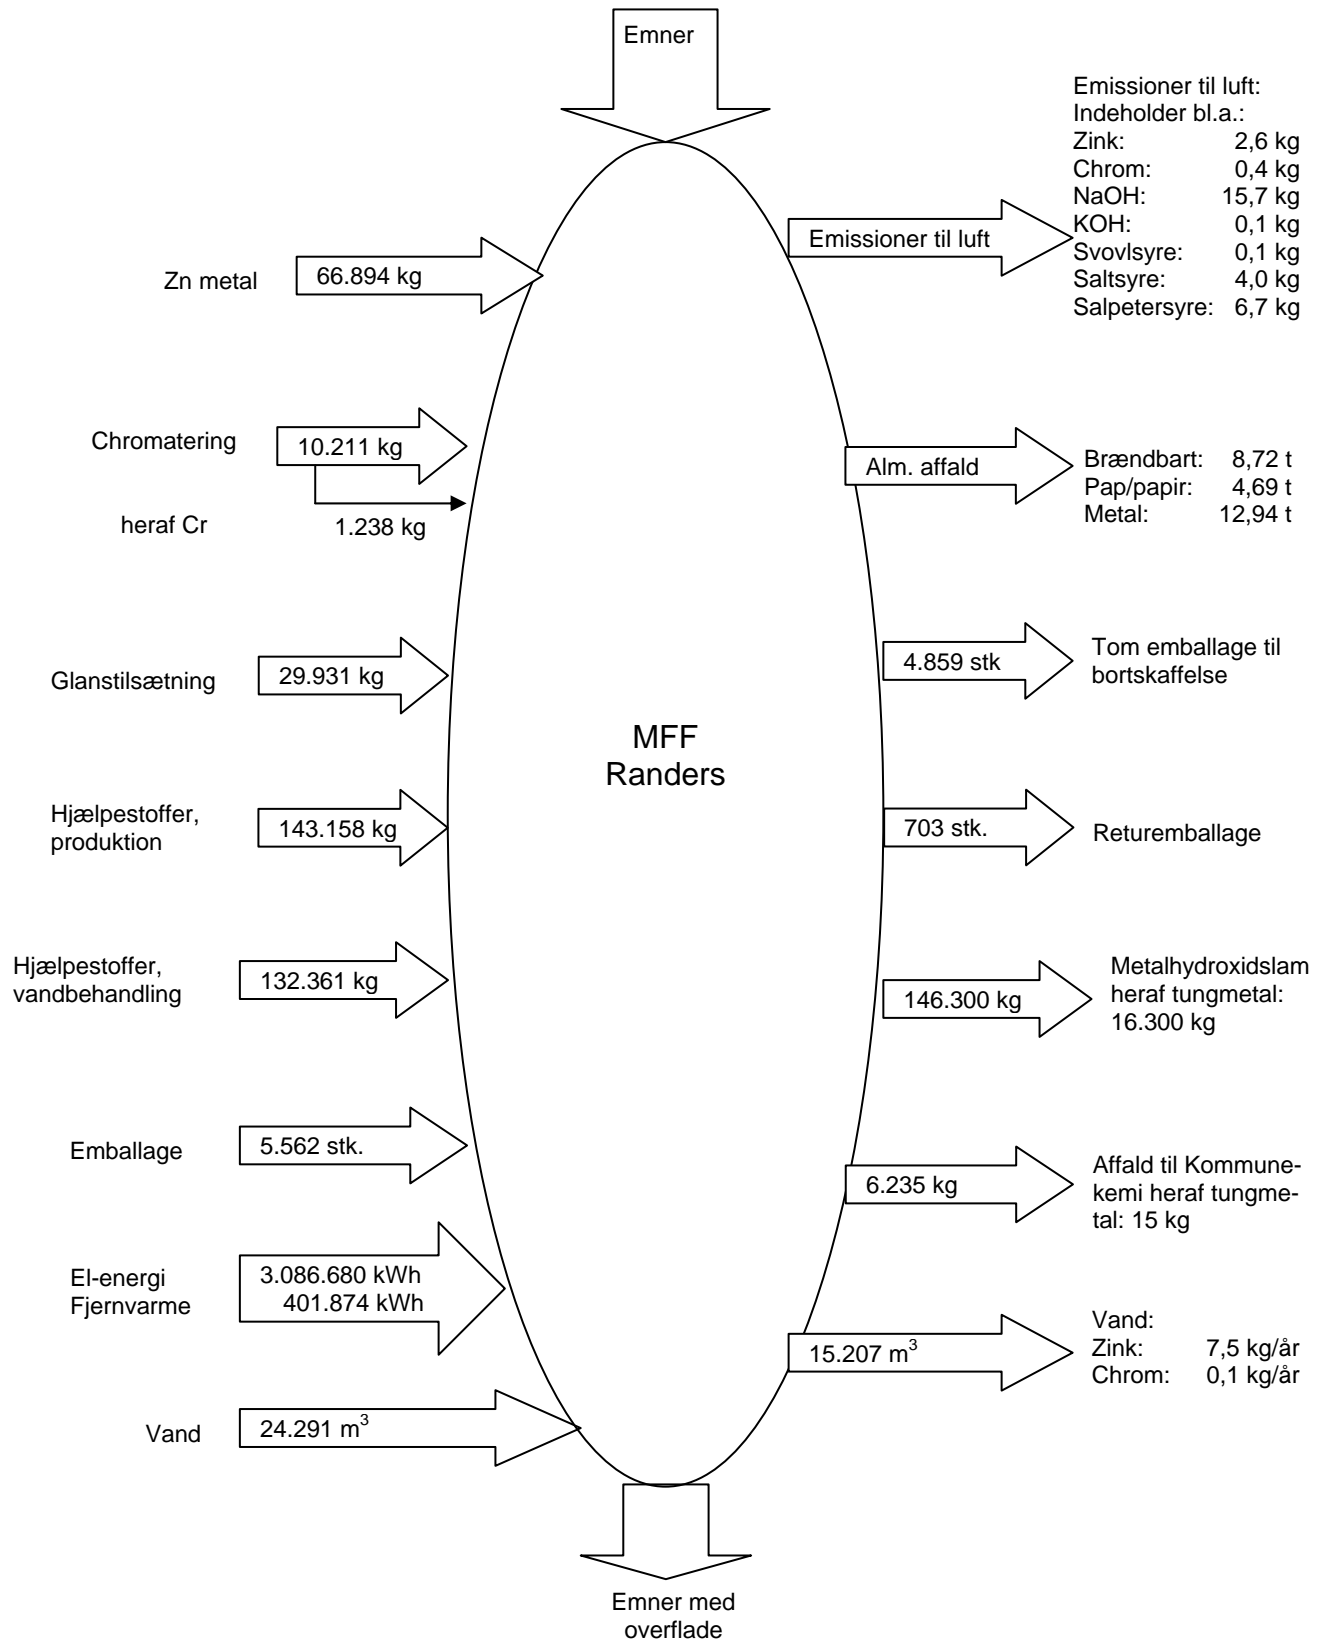 Emner
Emissioner til luft:
Indeholder bl.a.:
Zink: 2,6 kg
Chrom: 0,4 kg
NaOH: 15,7 kg
KOH: 0,1 kg
Svovlsyre: 0,1 kg
Saltsyre: 4,0 kg
Salpetersyre: 6,7 kg
Emissioner til luft
Zn metal
66.894 kg
Chromatering
10.211 kg
heraf Cr
1.238 kg
Alm. affald
Brændbart: 8,72 t
Pap/papir: 4,69 t
Metal: 12,94 t
Glanstilsætning
29.931 kg
4.859 stk
Tom emballage til
bortskaffelse
MFF
Randers
Hjælpestoffer,
produktion
143.158 kg
703 stk.
Returemballage
Hjælpestoffer,
vandbehandling
132.361 kg
146.300 kg
Metalhydroxidslam
heraf tungmetal:
16.300 kg
Emballage
5.562 stk.
6.235 kg
Affald til Kommune-
kemi heraf tungme-
tal: 15 kg
El-energi
Fjernvarme
3.086.680 kWh
401.874 kWh
15.207 m³
Vand:
Zink: 7,5 kg/år
Chrom: 0,1 kg/år
Vand
24.291 m³
Emner med
overflade